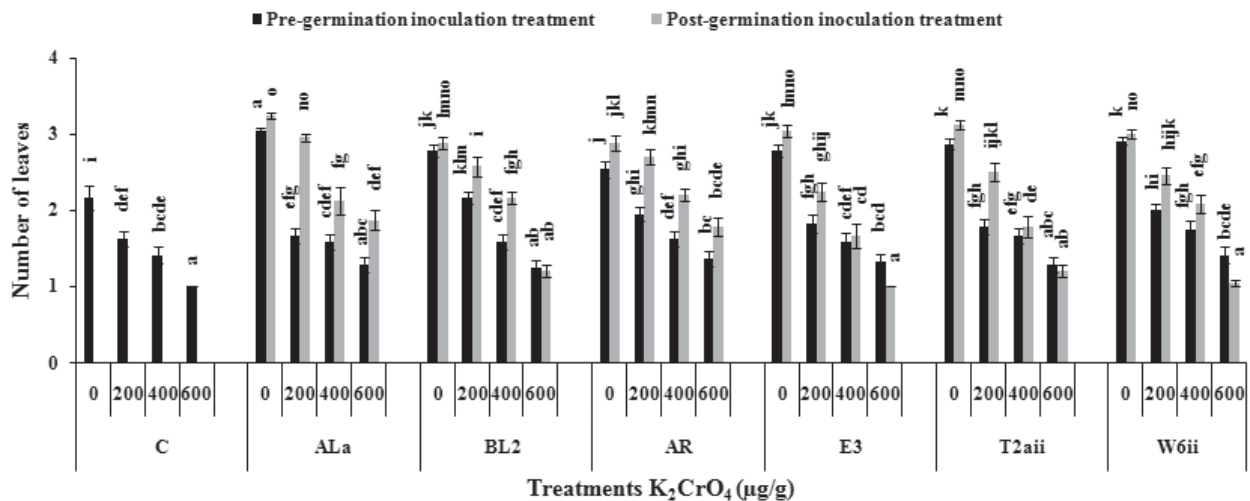 Pre-germination inoculation treatment Post-germination inoculation treatment
Number of leaves
4
3
2
1
0
i def bcde a
a o efg no cdef fg abc def
jk lmno klm i cdef fgh ab ab
j jkl ghi klmn def ghi bc bcde
jk lmno fgh ghij cdef cd bcd a
k mno fgh ijkl efg de abc ab
k no hi hijk fgh efg bcde a
0 200 400 600 0 200 400 600 0 200 400 600 0 200 400 600 0 200 400 600 0 200 400 600 0 200 400 600
C ALa BL2 AR E3 T2aii W6ii
Treatments K₂CrO₄ (µg/g)